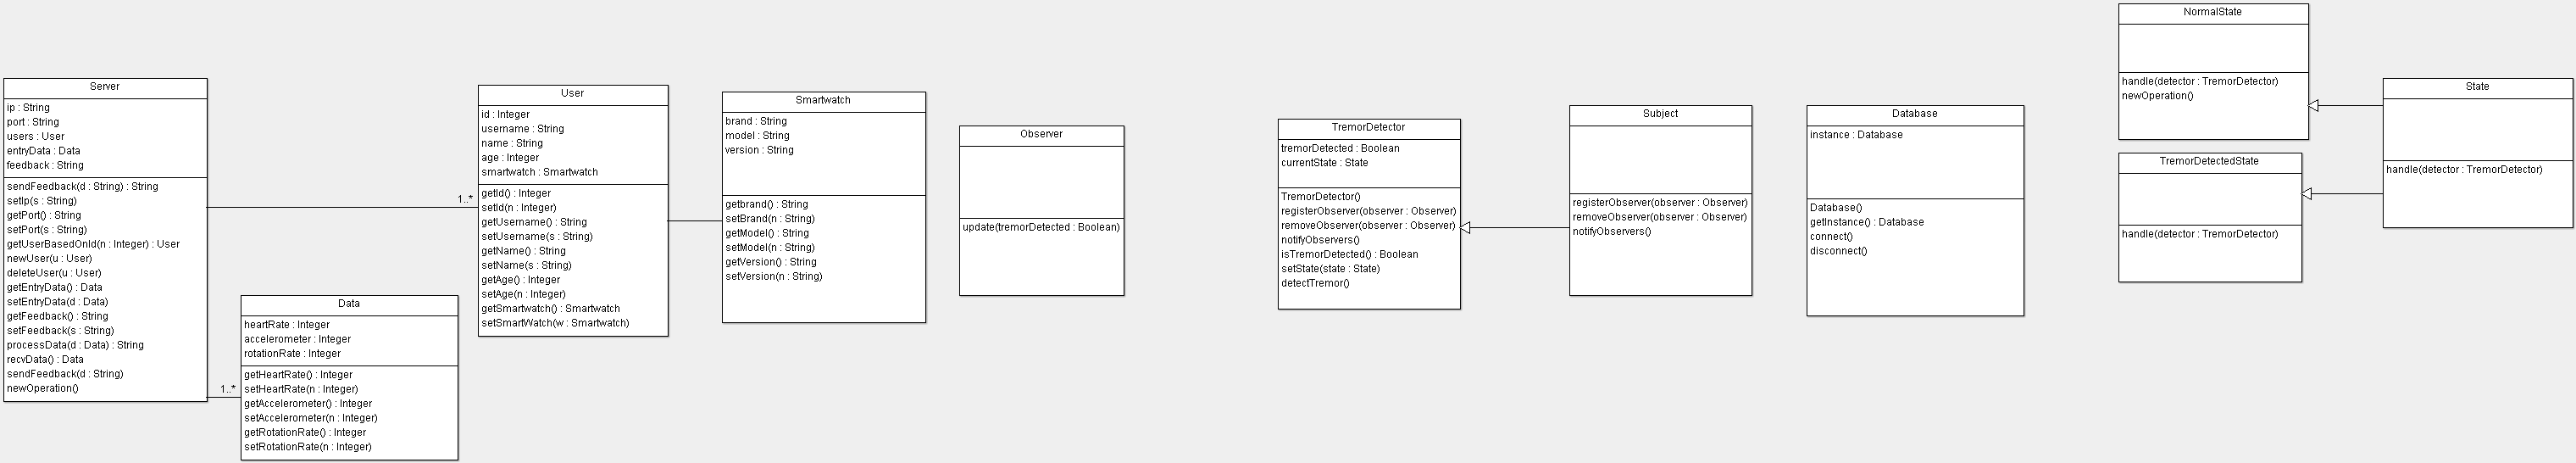 Server
ip : String
port : String
users : User
entryData : Data
feedback : String
sendFeedback(d : String) : String
setIp(s : String)
getPort() : String
setPort(s : String)
getUserBasedOnId(n : Integer) : User
newUser(u : User)
deleteUser(u : User)
getEntryData() : Data
setEntryData(d : Data)
getFeedback() : String
setFeedback(s : String)
processData(d : Data) : String
recvData() : Data
sendFeedback(d : String)
newOperation()
1..*
1..*
Data
heartRate : Integer
accelerometer : Integer
rotationRate : Integer
getHeartRate() : Integer
setHeartRate(n : Integer)
getAccelerometer() : Integer
setAccelerometer(n : Integer)
getRotationRate() : Integer
setRotationRate(n : Integer)
User
id : Integer
username : String
name : String
age : Integer
smartwatch : Smartwatch
getId() : Integer
setId(n : Integer)
getUsername() : String
setUsername(s : String)
getName() : String
setName(s : String)
getAge() : Integer
setAge(n : Integer)
getSmartwatch() : Smartwatch
setSmartWatch(w : Smartwatch)
Smartwatch
brand : String
model : String
version : String
getbrand() : String
setBrand(n : String)
getModel() : String
setModel(n : String)
getVersion() : String
setVersion(n : String)
Observer
update(tremorDetected : Boolean)
TremorDetector
tremorDetected : Boolean
currentState : State
TremorDetector()
registerObserver(observer : Observer)
removeObserver(observer : Observer)
notifyObservers()
isTremorDetected() : Boolean
setState(state : State)
detectTremor()
Subject
registerObserver(observer : Observer)
removeObserver(observer : Observer)
notifyObservers()
Database
instance : Database
Database()
getInstance() : Database
connect()
disconnect()
NormalState
handle(detector : TremorDetector)
newOperation()
TremorDetectedState
handle(detector : TremorDetector)
State
handle(detector : TremorDetector)